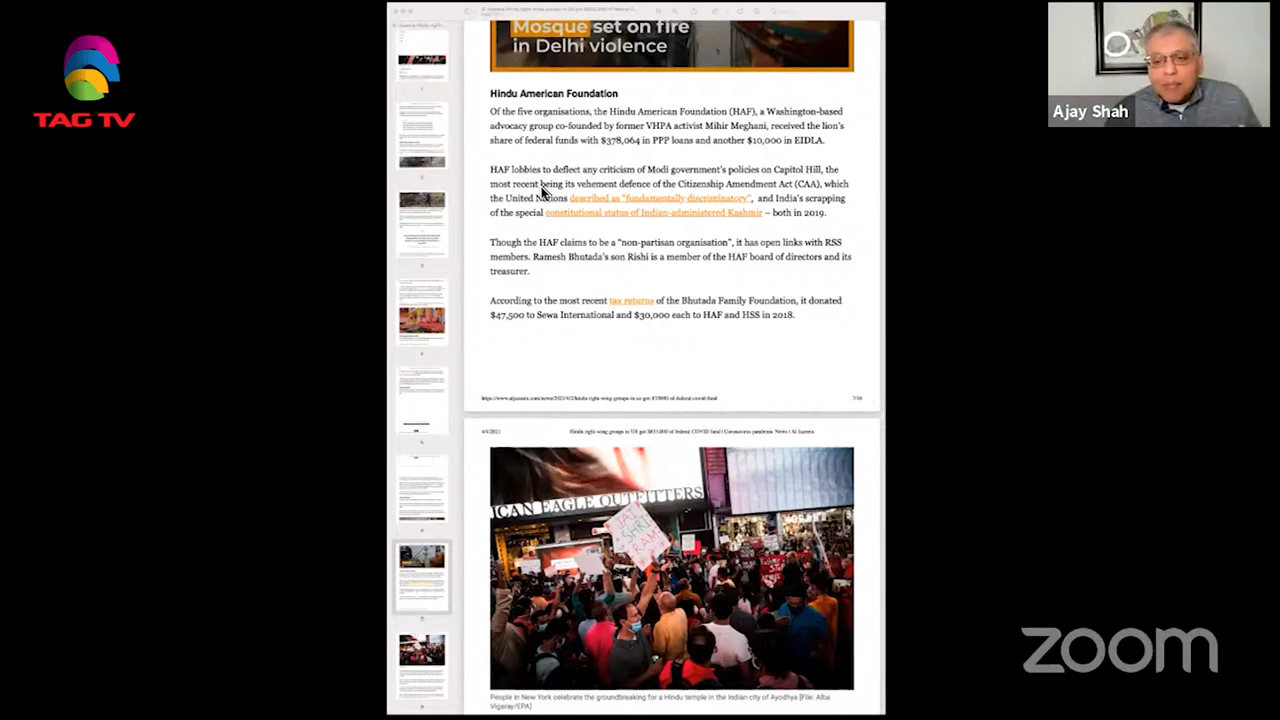 TAG TV
Mosque set on fire
in Delhi violence
Hindu American Foundation
Of the five organisations, the Hindu American Foundation (HAF), a Washington-based
advocacy group co-founded by former VHPA activist Mihir Meghani, received the lion's
share of federal funds with $378,064 in PPP loans and another $10,000 in EIDLA.
HAF lobbies to deflect any criticism of Modi government's policies on Capitol Hill, the
most recent being its vehement defence of the Citizenship Amendment Act (CAA), which
the United Nations described as "fundamentally discriminatory", and India's scrapping
of the special constitutional status of Indian-administered Kashmir – both in 2019.
Though the HAF claims to be a "non-partisan organisation", it has open links with RSS
members. Ramesh Bhutada's son Rishi is a member of the HAF board of directors and its
treasurer.
According to the most recent tax returns of the Bhutada Family Foundation, it donated
$47,500 to Sewa International and $30,000 each to HAF and HSS in 2018.
7/16
4/4/2021 Hindu right-wing groups in US got $833,000 of federal COVID fund | Coronavirus pandemic News | Al Jazeera
ICAN EAGLE OUTFITTERS
JAI
SHRI
RAM
People in New York celebrate the groundbreaking for a Hindu temple in the Indian city of Ayodhya [File: Alba
Vigaray/EPA]
Ajay Shah
zoom